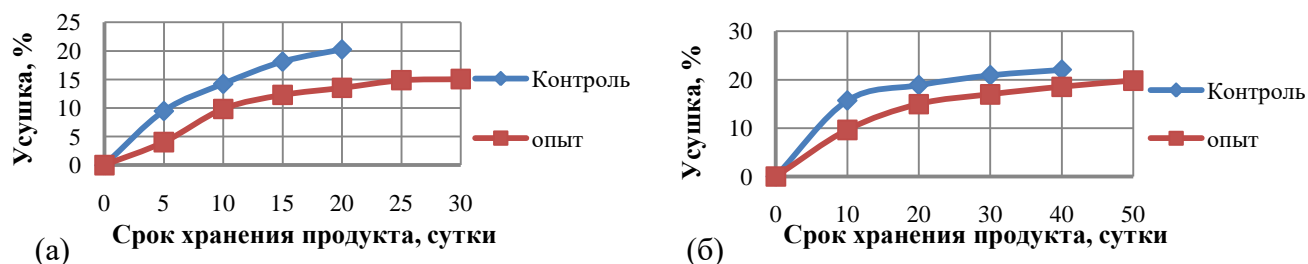 Усушка, %
25
20
15
10
5
0
0 5 10 15 20 25 30
Срок хранения продукта, сутки
Контроль
опыт
(а)
Усушка, %
30
20
10
0
0 10 20 30 40 50
Срок хранения продукта, сутки
Контроль
опыт
(б)